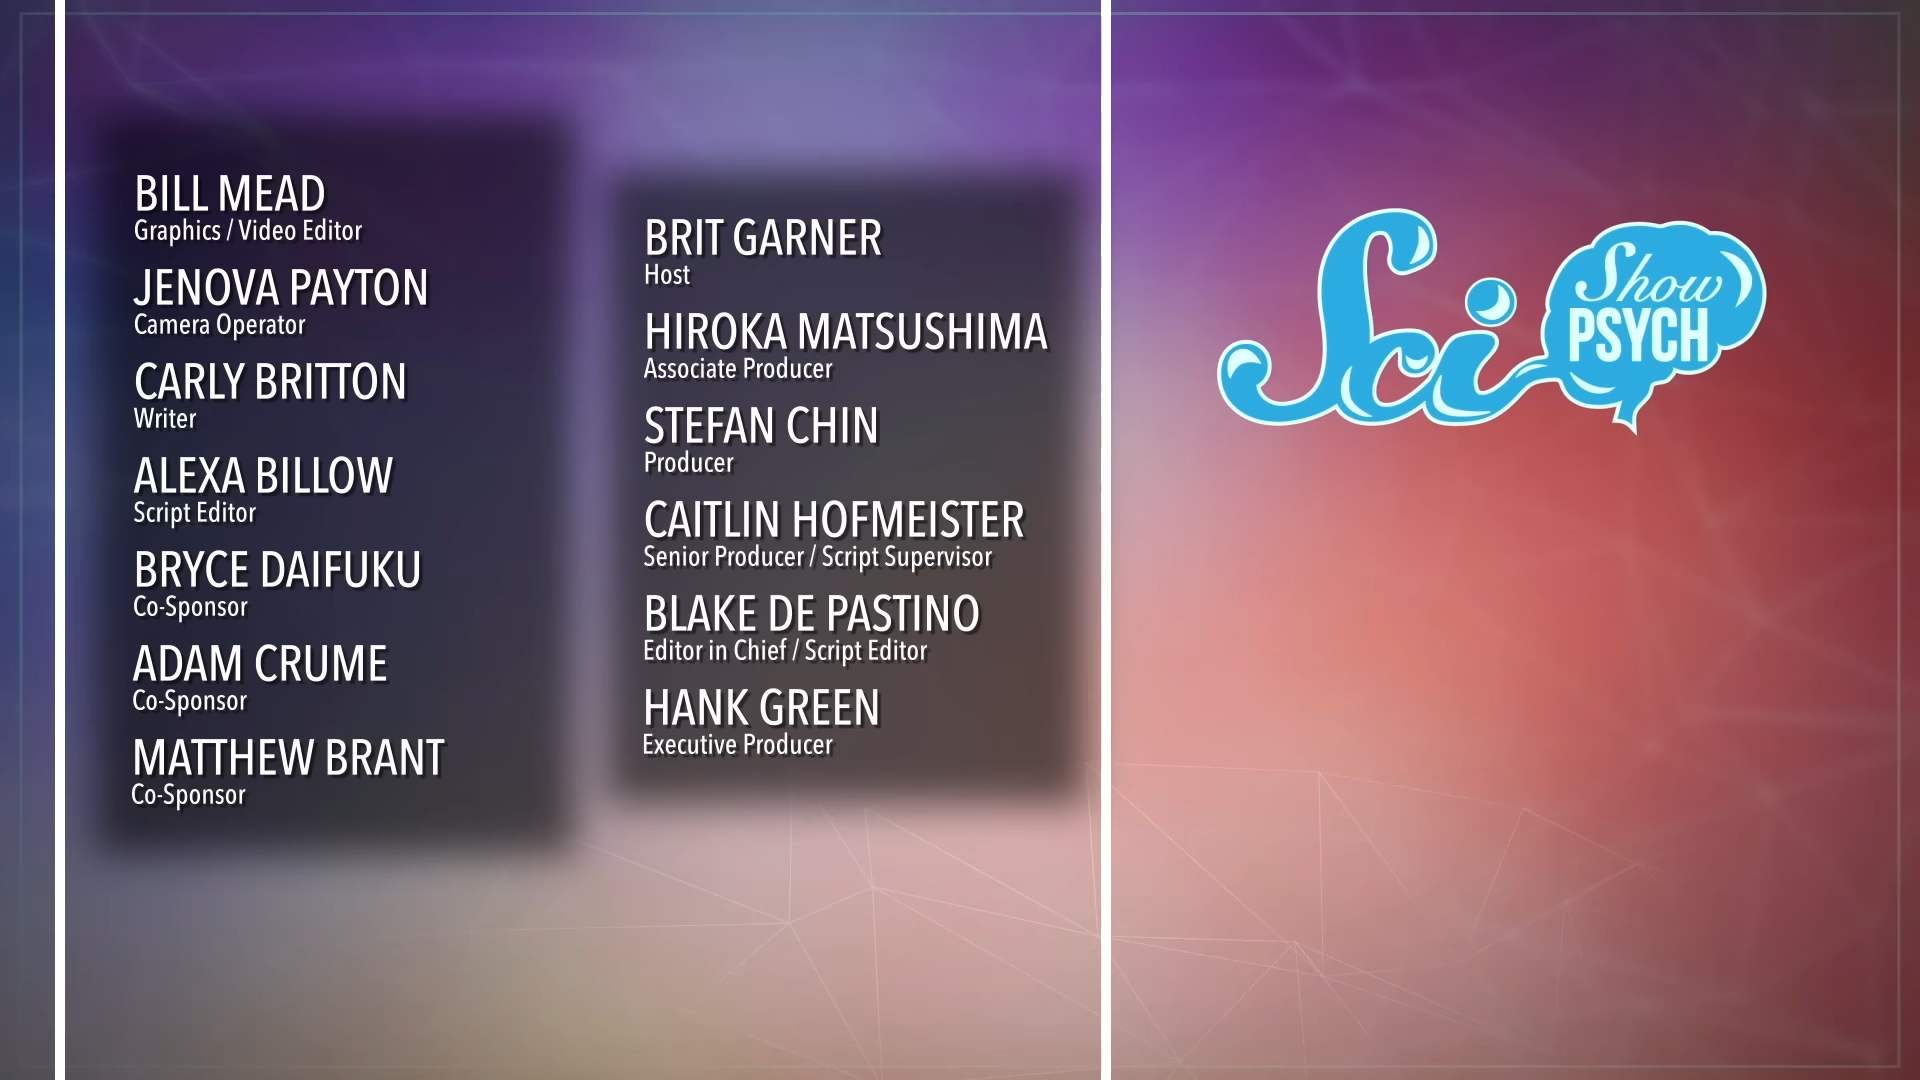 BILL MEAD
Graphics / Video Editor
JENOVA PAYTON
Camera Operator
CARLY BRITTON
Writer
ALEXA BILLOW
Script Editor
BRYCE DAIFUKU
Co-Sponsor
ADAM CRUME
Co-Sponsor
MATTHEW BRANT
Co-Sponsor
BRIT GARNER
Host
HIROKA MATSUSHIMA
Associate Producer
STEFAN CHIN
Producer
CAITLIN HOFMEISTER
Senior Producer / Script Supervisor
BLAKE DE PASTINO
Editor in Chief / Script Editor
HANK GREEN
Executive Producer
Sci Show
PSYCH